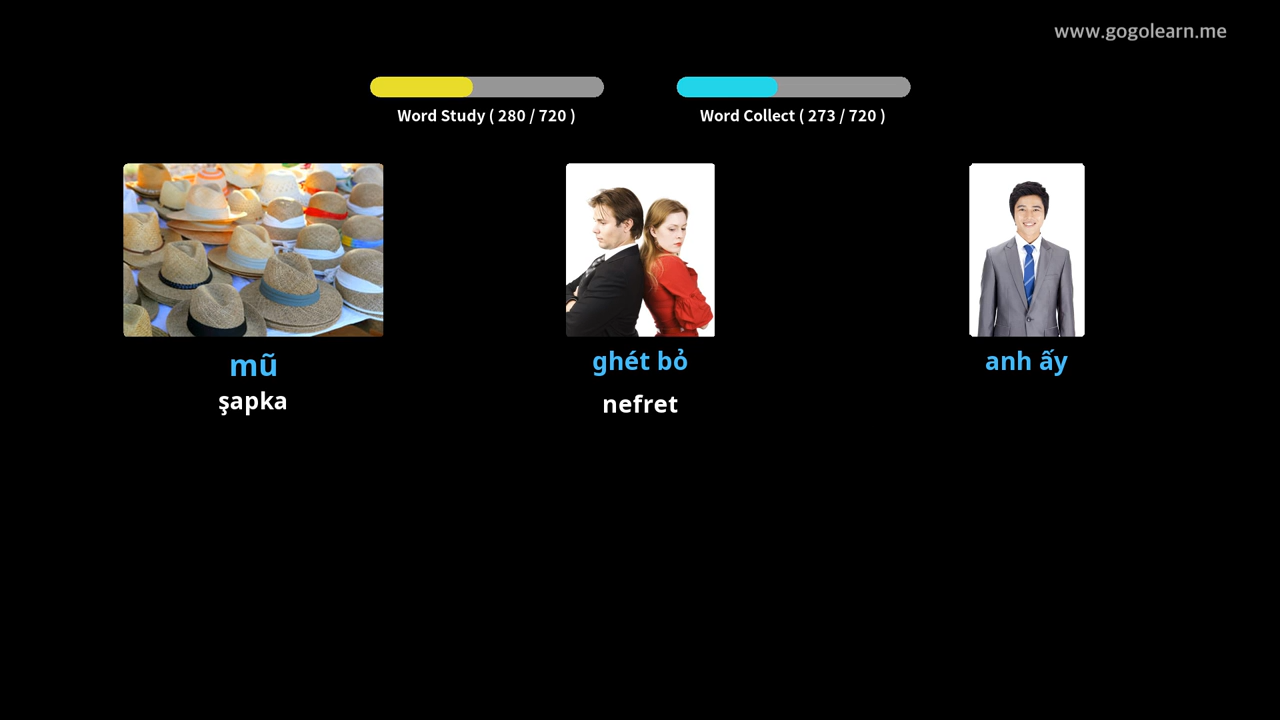 www.gogolearn.me
Word Study ( 280 / 720 )
Word Collect ( 273 / 720 )
mũ
ghét bỏ
anh ấy
şapka
nefret